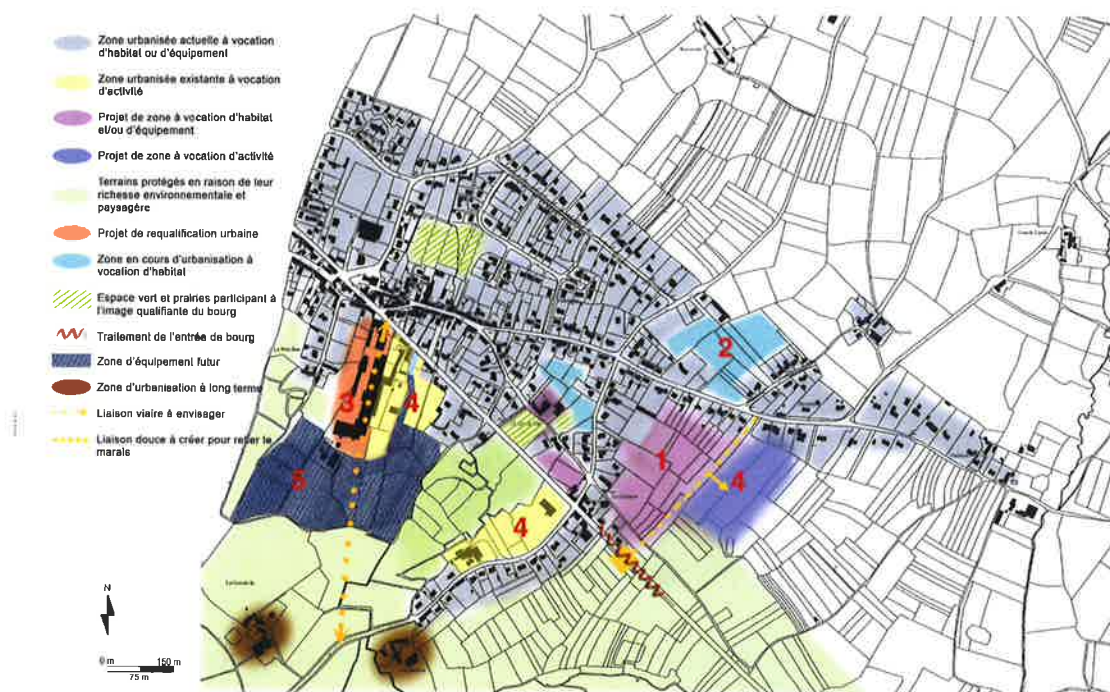 Zone urbanisée actuelle à vocation
d'habitat ou d'équipement
Zone urbanisée existante à vocation
d'activité
Projet de zone à vocation d'habitat
et/ou d'équipement
Projet de zone à vocation d'activité
Terrains protégés en raison de leur
richesse environnementale et
paysagère
Projet de requalification urbaine
Zone en cours d'urbanisation à
vocation d'habitat
Espace vert et prairies participant à
l'image qualifiante du bourg
Traitement de l'entrée de bourg
Zone d'équipement futur
Zone d'urbanisation à long terme
Liaison viaire à envisager
Liaison douce à créer pour relier le
marais
2
3
4
1
4
5
4
N
0 m
150 m
75 m